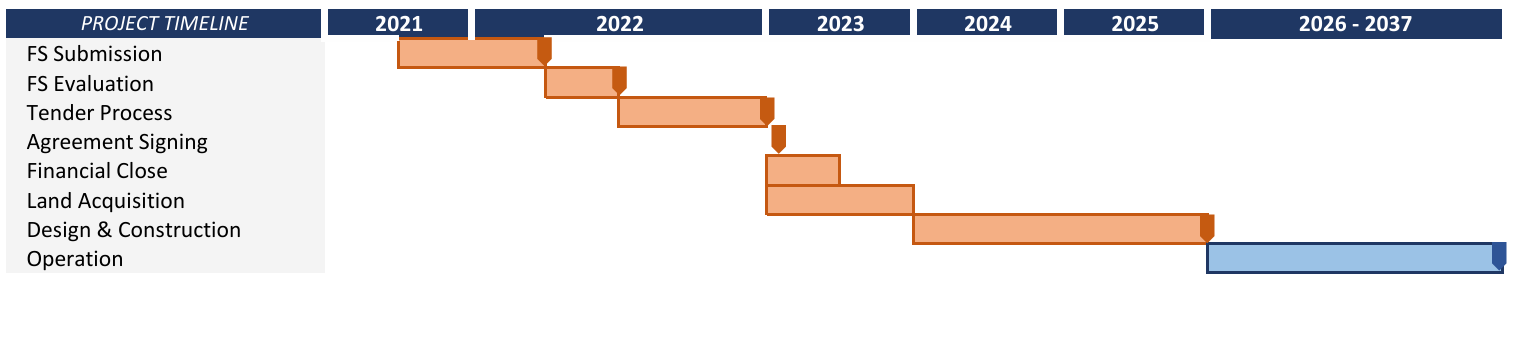 PROJECT TIMELINE 2021 2022 2023 2024 2025 2026 - 2037
FS Submission
FS Evaluation
Tender Process
Agreement Signing
Financial Close
Land Acquisition
Design & Construction
Operation